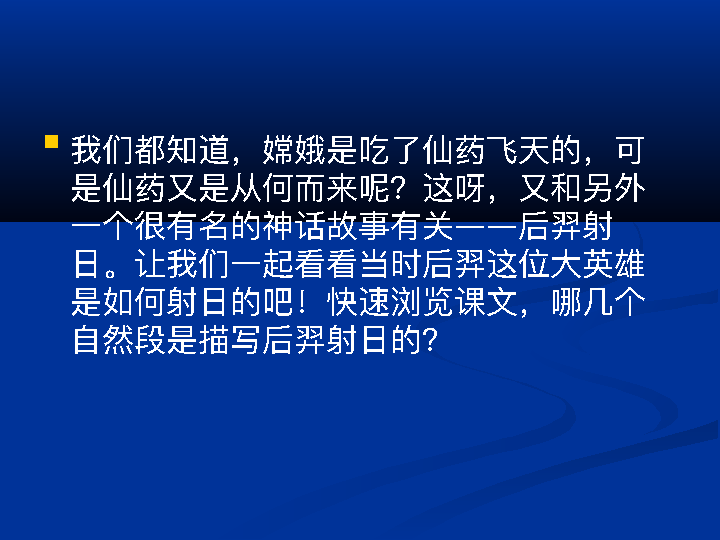 我们都知道，嫦娥是吃了仙药飞天的，可
是仙药又是从何而来呢？这呀，又和另外
一个很有名的神话故事有关——后羿射
日。让我们一起看看当时后羿这位大英雄
是如何射日的吧！快速浏览课文，哪几个
自然段是描写后羿射日的？